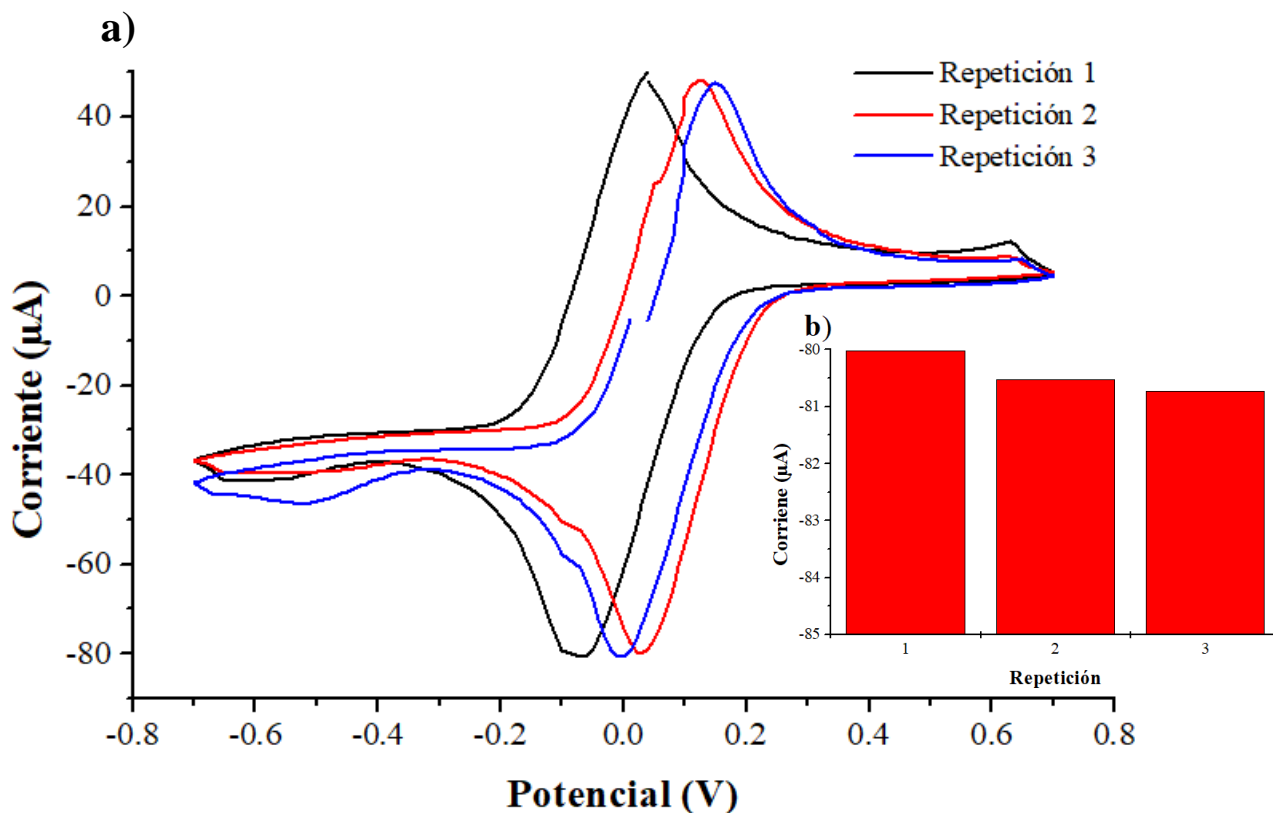 a)
Repetición 1
Repetición 2
Repetición 3
40
20
0
-20
-40
-60
-80
Corriente (μA)
-0.8
-0.6
-0.4
-0.2
0.0
0.2
0.4
0.6
0.8
Potencial (V)
b)
-80
-81
-82
-83
-84
-85
Corriene (μA)
1
2
3
Repetición